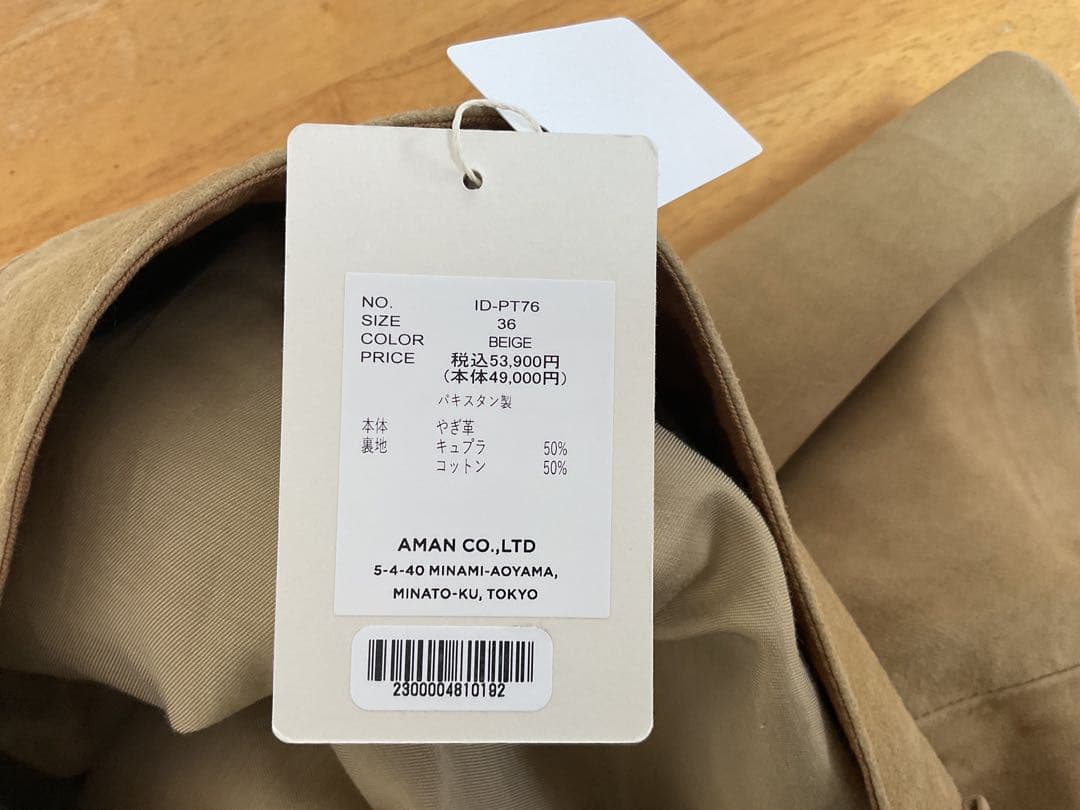 NO. ID-PT76
SIZE 36
COLOR BEIGE
PRICE 税込53,900円
(本体49,000円)
パキスタン製
本体 やぎ革
裏地 キュプラ 50%
コットン 50%
AMAN CO.,LTD
5-4-40 MINAMI-AOYAMA,
MINATO-KU, TOKYO
2300004810192